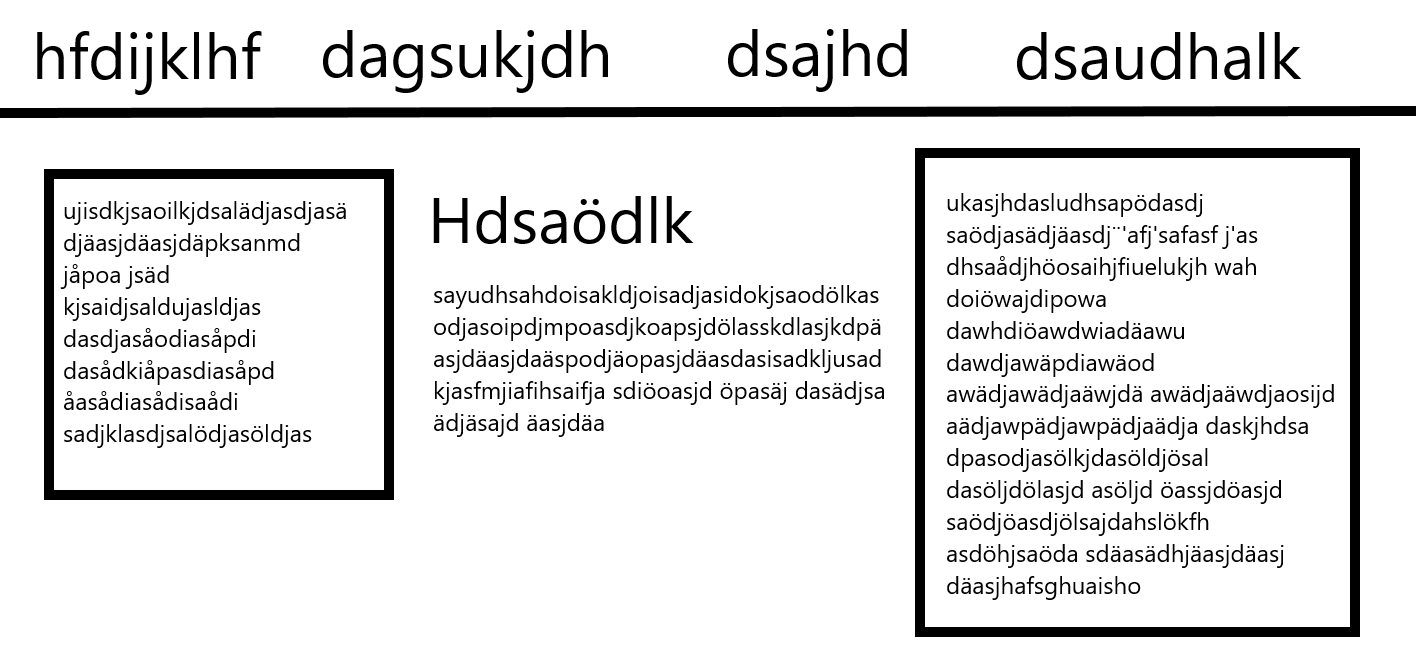 hfdijklhf dagsukjdh dsajhd dsaudhalk
ujisdkjsaoilkjdsalädjasdjasä
djäasjdäasjdäpksanmd
jåpoa jsäd
kjsaidjsaldujasldjas
dasdjasåodiasåpdi
dasådkiåpasdiasåpd
åasådiasådisaådi
sadjklasdjsalödjasöldjas
Hdsaödlk
sayudhsahdoisakldjoisadjasidokjsaodölkas
odjasoipdjmpoasdjkoapsjdölasskdlasjkdpä
asjdäasjdaäspodjäopasjdäasdasisadkljusad
kjasfmjiafihsaifja sdiöoasjd öpasäj dasädjsa
ädjäsajd äasjdäa
ukasjhdasludhsapödasdj
saödjasädjäasdj¨'afj'safasf j'as
dhsaådjhöosaihjfiuelukjh wah
doiöwajdipowa
dawhdiöawdwiadäawu
dawdjawäpdiawäod
awädjawädjaäwjdä awädjaäwdjaosijd
aädjawpädjawpädjaädja daskjhdsa
dpasodjasölkjdasöldjösal
dasöljdölasjd asöljd öassjdöasjd
saödjöasdjölsajdahslökfh
asdöhjsaöda sdäasädhjäasjdäasj
däasjhafsghuaisho